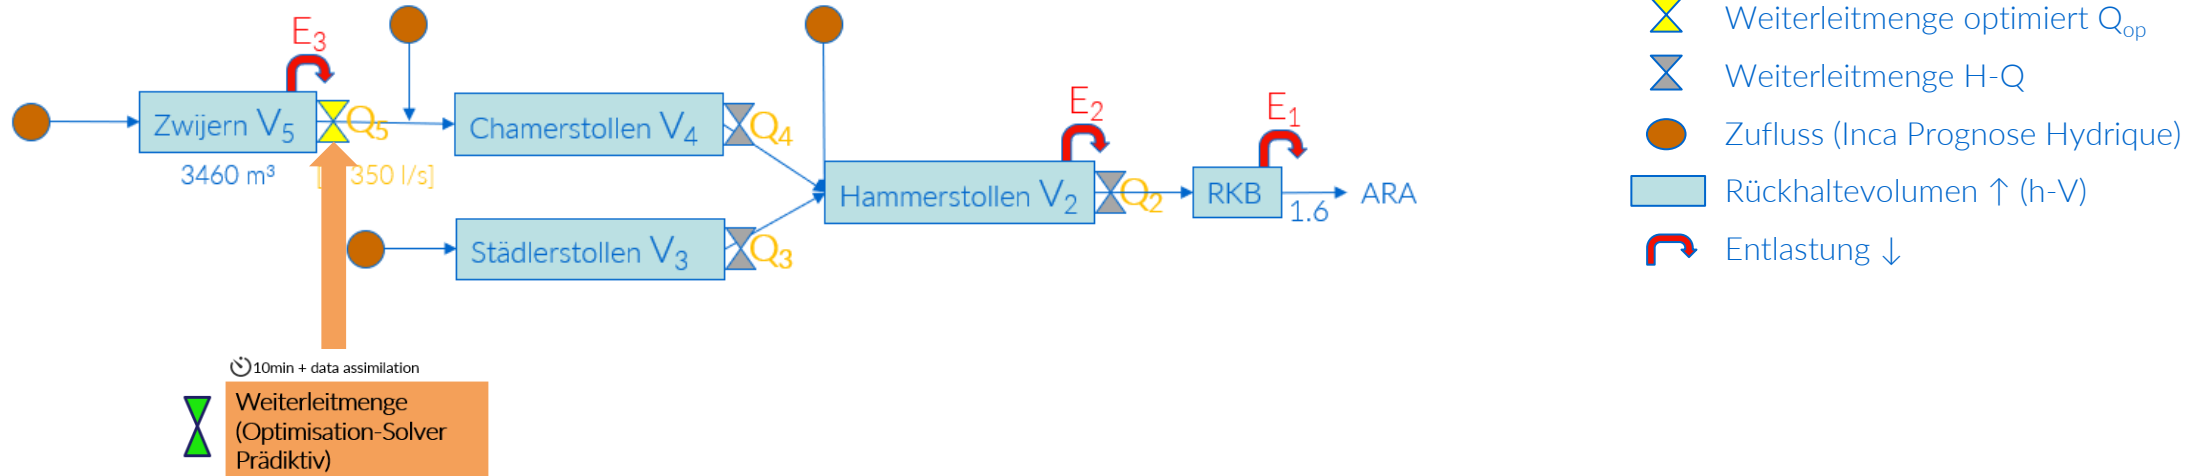 E₃
Zwijern V₅
Q₅
3460 m³
350 l/s]
Chamerstollen V₄
Q₄
Städlerstollen V₃
Q₃
E₂
Hammerstollen V₂
Q₂
E₁
RKB
1.6
ARA
10min + data assimilation
Weiterleitmenge
(Optimisation-Solver
Prädiktiv)
Weiterleitmenge optimiert Qop
Weiterleitmenge H-Q
Zufluss (Inca Prognose Hydrique)
Rückhaltevolumen ↑ (h-V)
Entlastung ↓